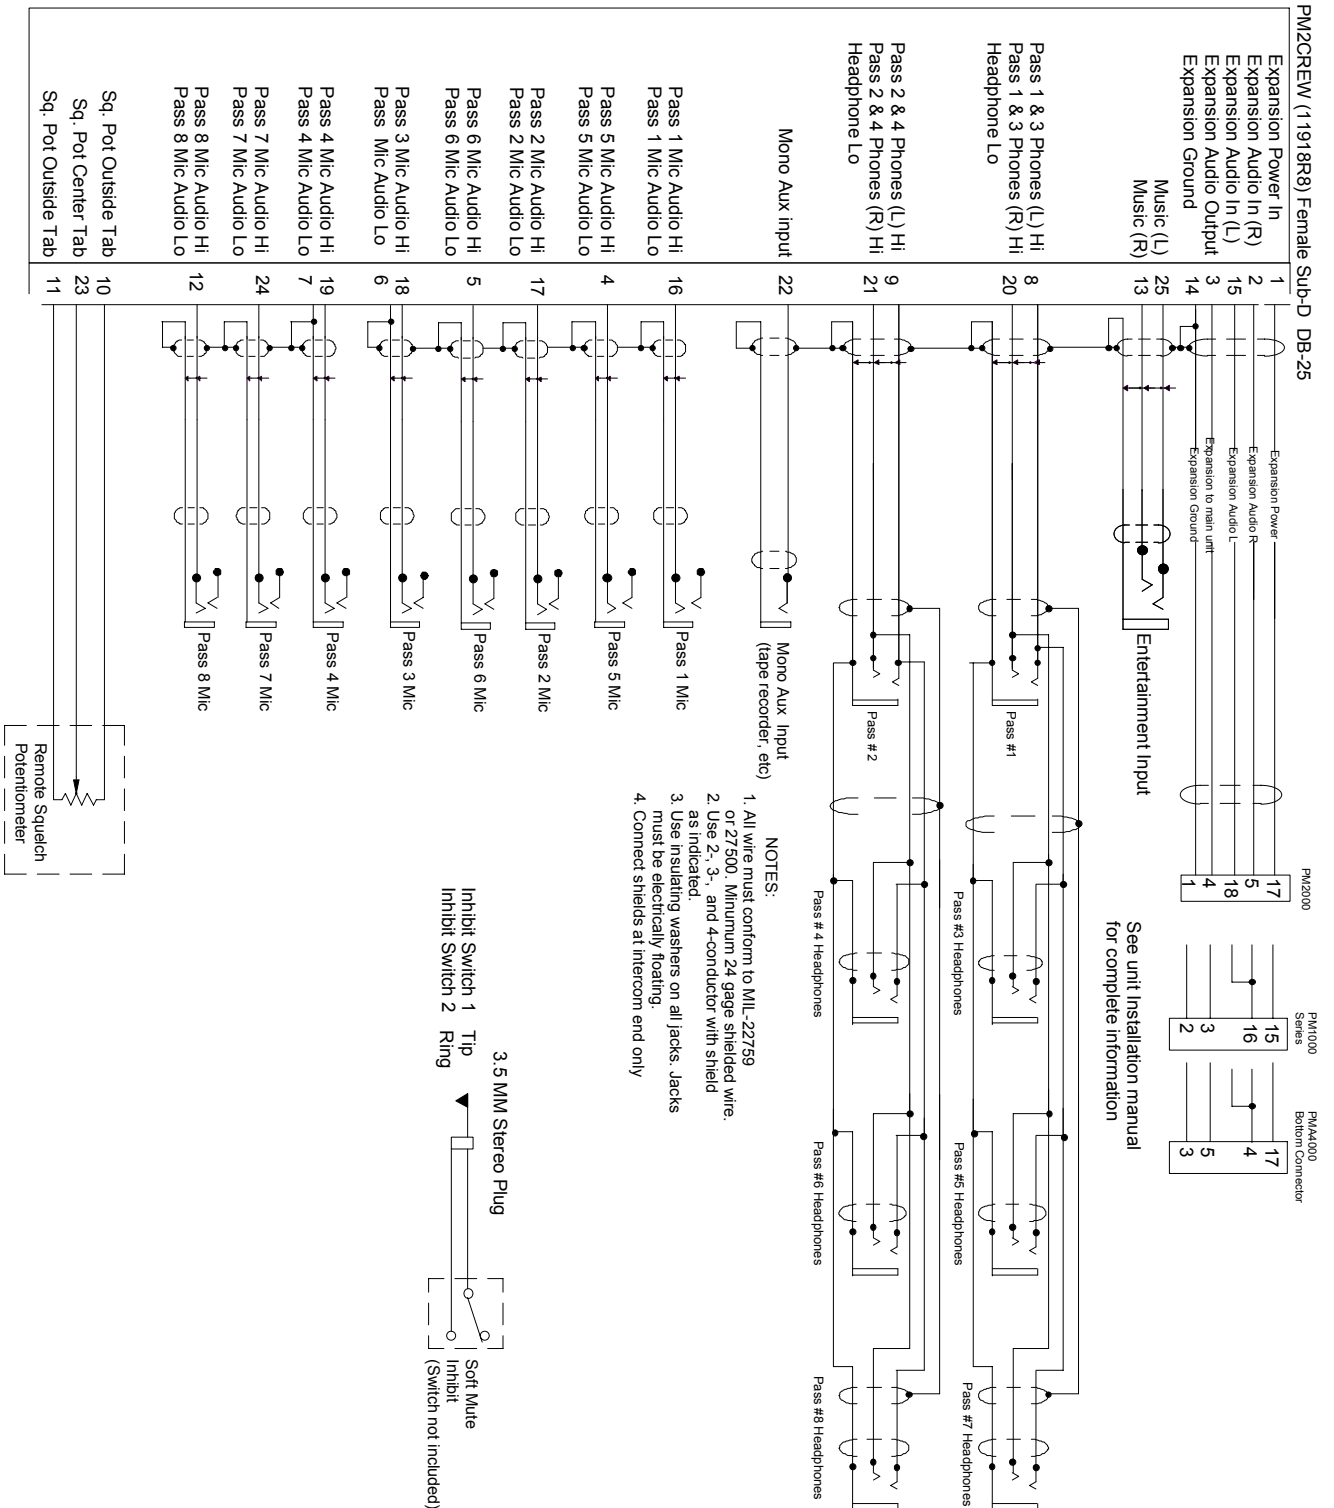 PM2CREW (11918R8) Female Sub-D DB-25
Expansion Power In 1
Expansion Audio In (R) 2
Expansion Audio In (L) 15
Expansion Audio Output 3
Expansion Ground 14
Music (L) 25
Music (R) 13
Pass 1 & 3 Phones (L) Hi 8
Pass 1 & 3 Phones (R) Hi 20
Headphone Lo
Pass 2 & 4 Phones (L) Hi 9
Pass 2 & 4 Phones (R) Hi 21
Headphone Lo
Mono Aux input 22
Pass 1 Mic Audio Hi 16
Pass 1 Mic Audio Lo
Pass 5 Mic Audio Hi 4
Pass 5 Mic Audio Lo
Pass 2 Mic Audio Hi 17
Pass 2 Mic Audio Lo
Pass 6 Mic Audio Hi 5
Pass 6 Mic Audio Lo
Pass 3 Mic Audio Hi 18
Pass Mic Audio Lo 6
Pass 4 Mic Audio Hi 19
Pass 4 Mic Audio Lo 7
Pass 7 Mic Audio Hi 24
Pass 7 Mic Audio Lo
Pass 8 Mic Audio Hi 12
Pass 8 Mic Audio Lo
Sq. Pot Outside Tab 10
Sq. Pot Center Tab 23
Sq. Pot Outside Tab 11
Expansion Power
Expansion Audio R
Expansion Audio L
Expansion to main unit
Expansion Ground
Entertainment Input
Pass #1
Pass # 2
Mono Aux Input
(tape recorder, etc)
Pass 1 Mic
Pass 5 Mic
Pass 2 Mic
Pass 6 Mic
Pass 3 Mic
Pass 4 Mic
Pass 7 Mic
Pass 8 Mic
Remote Squelch
Potentiometer
PM2000
17
5
18
4
1
PM1000
Series
15
16
3
2
PMA4000
Bottom Connector
17
4
5
3
See unit Installation manual
for complete information
Pass #3 Headphones
Pass #5 Headphones
Pass #7 Headphones
Pass # 4 Headphones
Pass #6 Headphones
Pass #8 Headphones
NOTES:
1. All wire must conform to MIL-22759
or 27500. Minumum 24 gage shielded wire.
2. Use 2-, 3-, and 4-conductor with shield
as indicated.
3. Use insulating washers on all jacks. Jacks
must be electrically floating.
4. Connect shields at intercom end only
3.5 MM Stereo Plug
Inhibit Switch 1 Tip
Inhibit Switch 2 Ring
Soft Mute
Inhibit
(Switch not included)